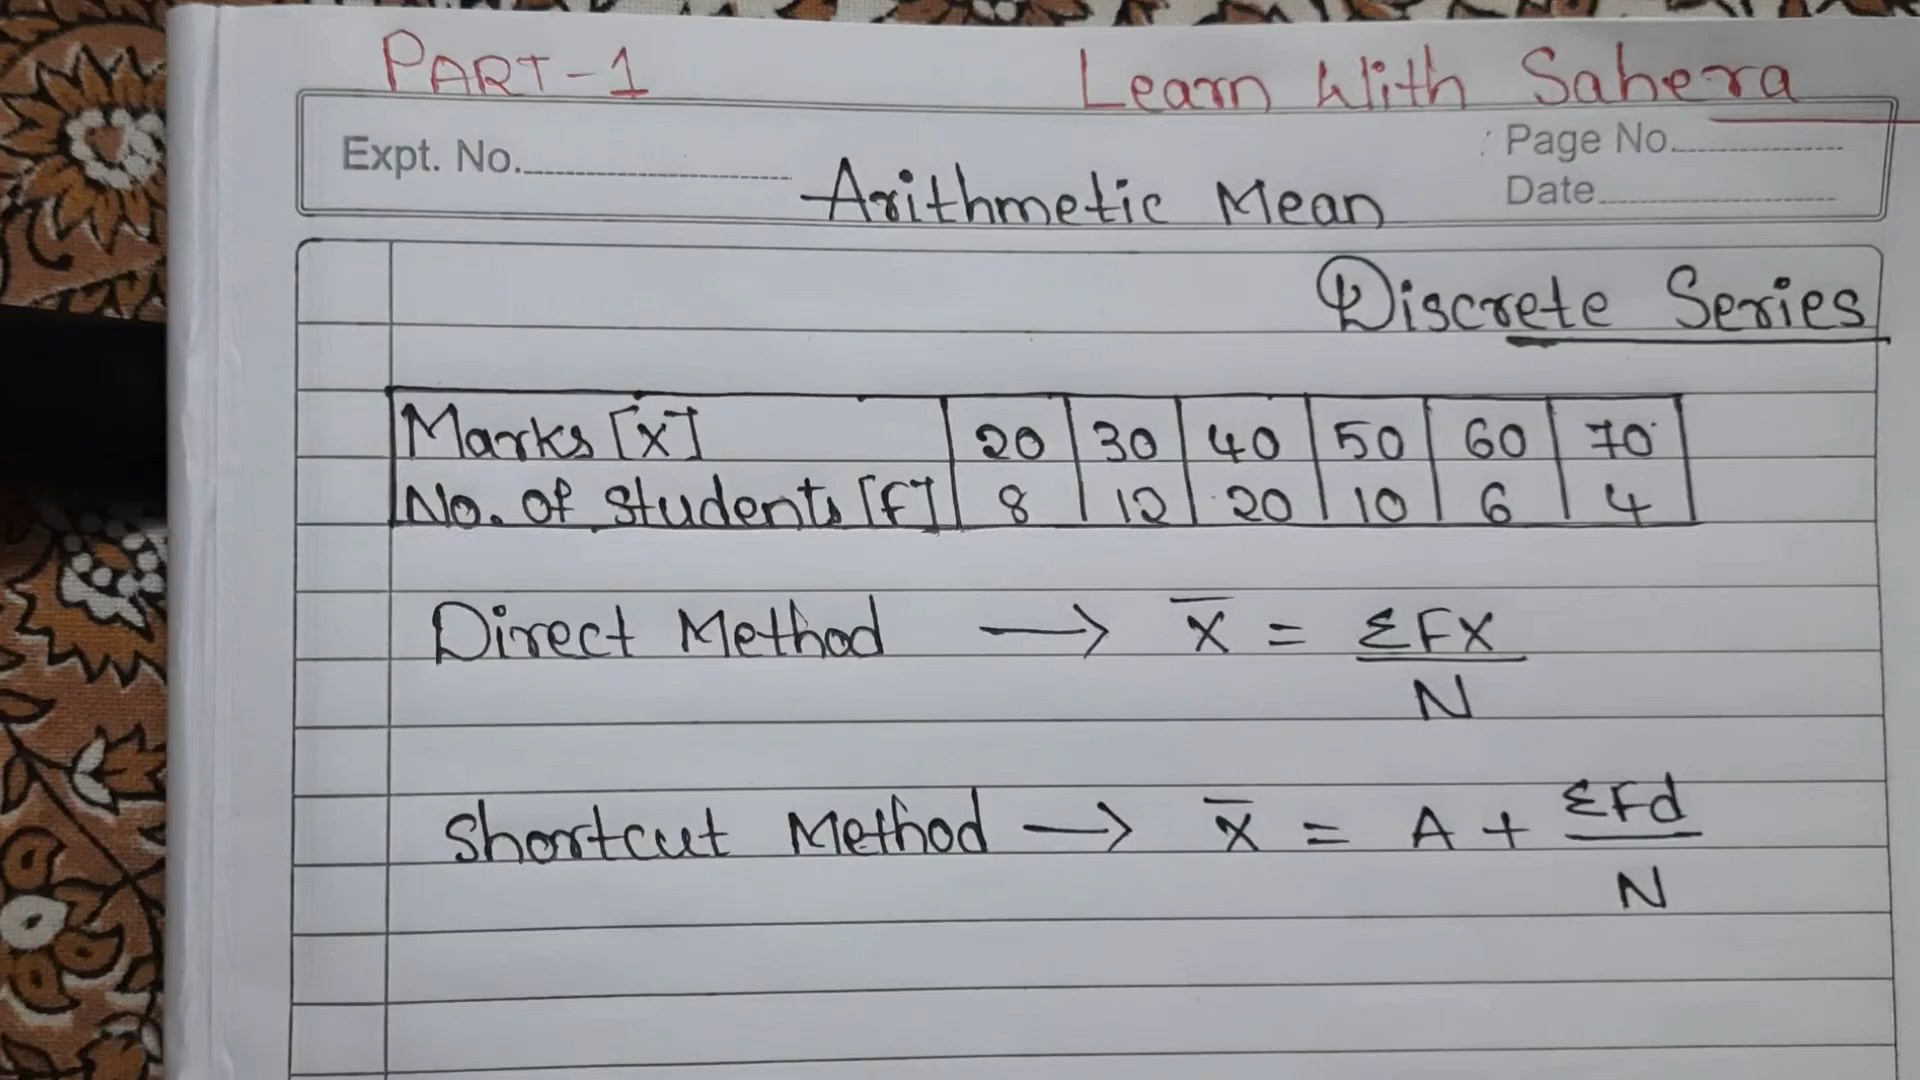 PART-1 Learn With Sahera
Expt. No. Page No.
Arithmetic Mean Date
Discrete Series
Marks [x] 20 30 40 50 60 70
No. of students [f] 8 12 20 10 6 4
Direct Method → x̄ = ΣFX
N
Shortcut Method → x̄ = A + ΣFd
N